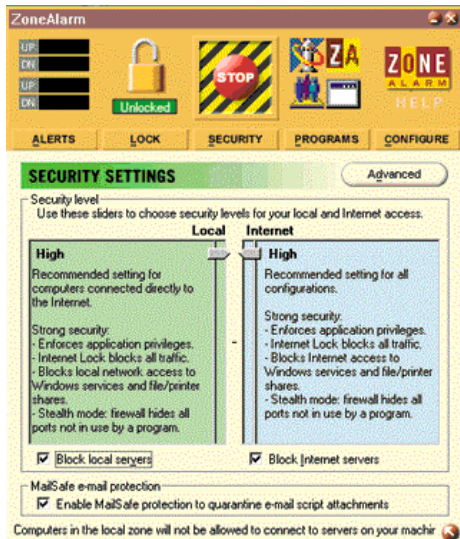 ZoneAlarm
UP
DN
UP
DN
Unlocked
STOP
ZA
ZONE
ALARM
HELP
ALERTS
LOCK
SECURITY
PROGRAMS
CONFIGURE
SECURITY SETTINGS
Advanced
Security level
Use these sliders to choose security levels for your local and Internet access.
Local
Internet
High
Recommended setting for
computers connected directly to
the Internet.
Strong security:
- Enforces application privileges.
- Internet Lock blocks all traffic.
- Blocks local network access to
Windows services and file/printer
shares.
- Stealth mode: firewall hides all
ports not in use by a program.
High
Recommended setting for all
configurations.
Strong security:
- Enforces application privileges.
- Internet Lock blocks all traffic.
- Blocks Internet access to
Windows services and file/printer
shares.
- Stealth mode: firewall hides all
ports not in use by a program.
Block local servers
Block Internet servers
MailSafe e-mail protection
Enable MailSafe protection to quarantine e-mail script attachments
Computers in the local zone will not be allowed to connect to servers on your machir